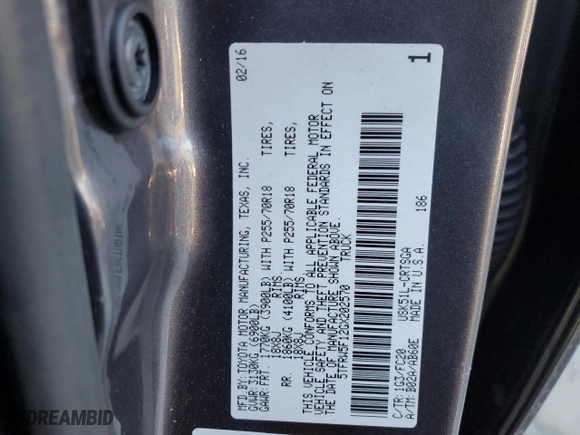 02/16
MFD.BY: TOYOTA MOTOR MANUFACTURING, TEXAS, INC.
GVWR: 3130KG (6900LB)
GAWR: FRT. 1770KG (3900LB) WITH P255/70R18 TIRES,
18X8J RIMS
RR. 1860KG (4100LB) WITH P255/70R18 TIRES,
18X8J RIMS
THIS VEHICLE CONFORMS TO ALL APPLICABLE FEDERAL MOTOR
VEHICLE SAFETY AND THEFT PREVENTION STANDARDS IN EFFECT ON
THE DATE OF MANUFACTURE SHOWN ABOVE.
5TFRW5F12GX202570 TRUCK
C/TR: 1G3/FC20 USK51L-CRTSGA 186
A/TM: B02A/AB60E MADE IN U.S.A.
1
DREAMBID